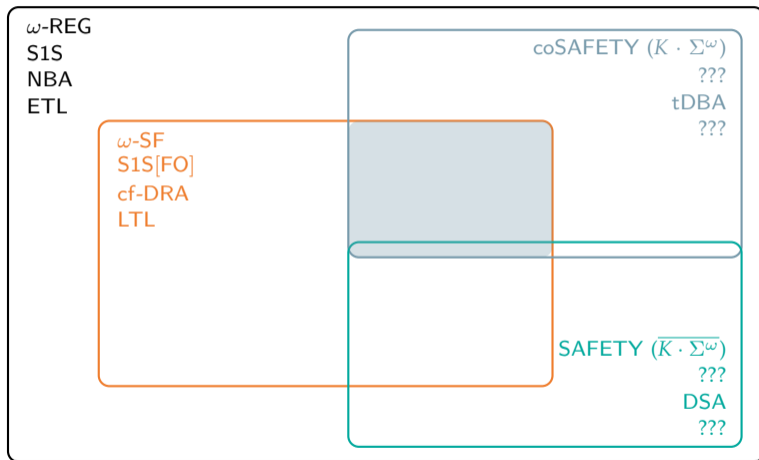 ω-REG
S1S
NBA
ETL
coSAFETY (K · Σ^ω)
???
tDBA
???
ω-SF
S1S[FO]
cf-DRA
LTL
SAFETY (\overline{K · Σ^ω})
???
DSA
???